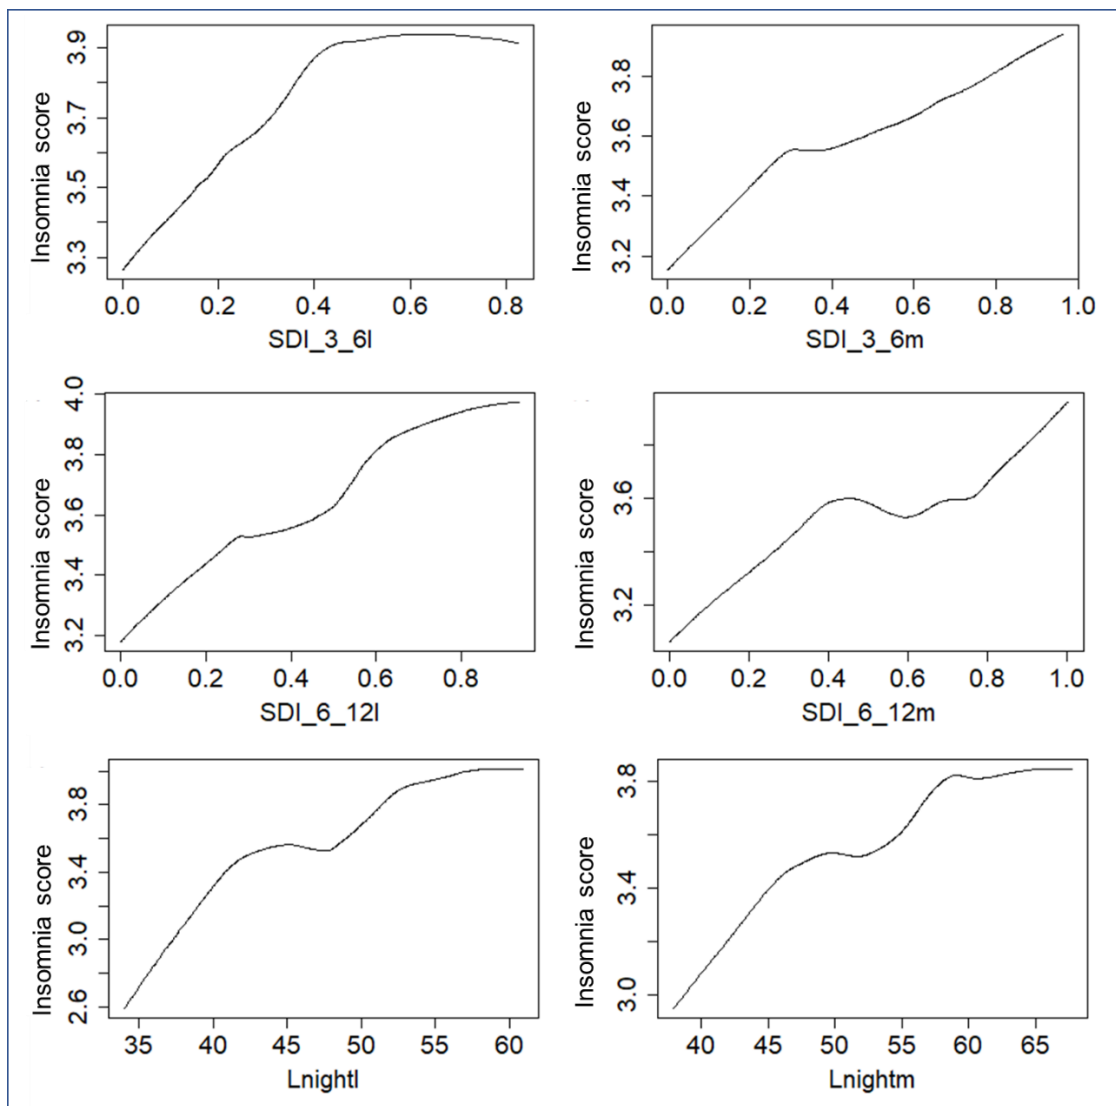 Insomnia score
3.3 3.5 3.7 3.9
0.0 0.2 0.4 0.6 0.8
SDI_3_6l
Insomnia score
3.2 3.4 3.6 3.8
0.0 0.2 0.4 0.6 0.8 1.0
SDI_3_6m
Insomnia score
3.2 3.4 3.6 3.8 4.0
0.0 0.2 0.4 0.6 0.8
SDI_6_12l
Insomnia score
3.2 3.6
0.0 0.2 0.4 0.6 0.8 1.0
SDI_6_12m
Insomnia score
2.6 3.0 3.4 3.8
35 40 45 50 55 60
Lnightl
Insomnia score
3.0 3.4 3.8
40 45 50 55 60 65
Lnightm